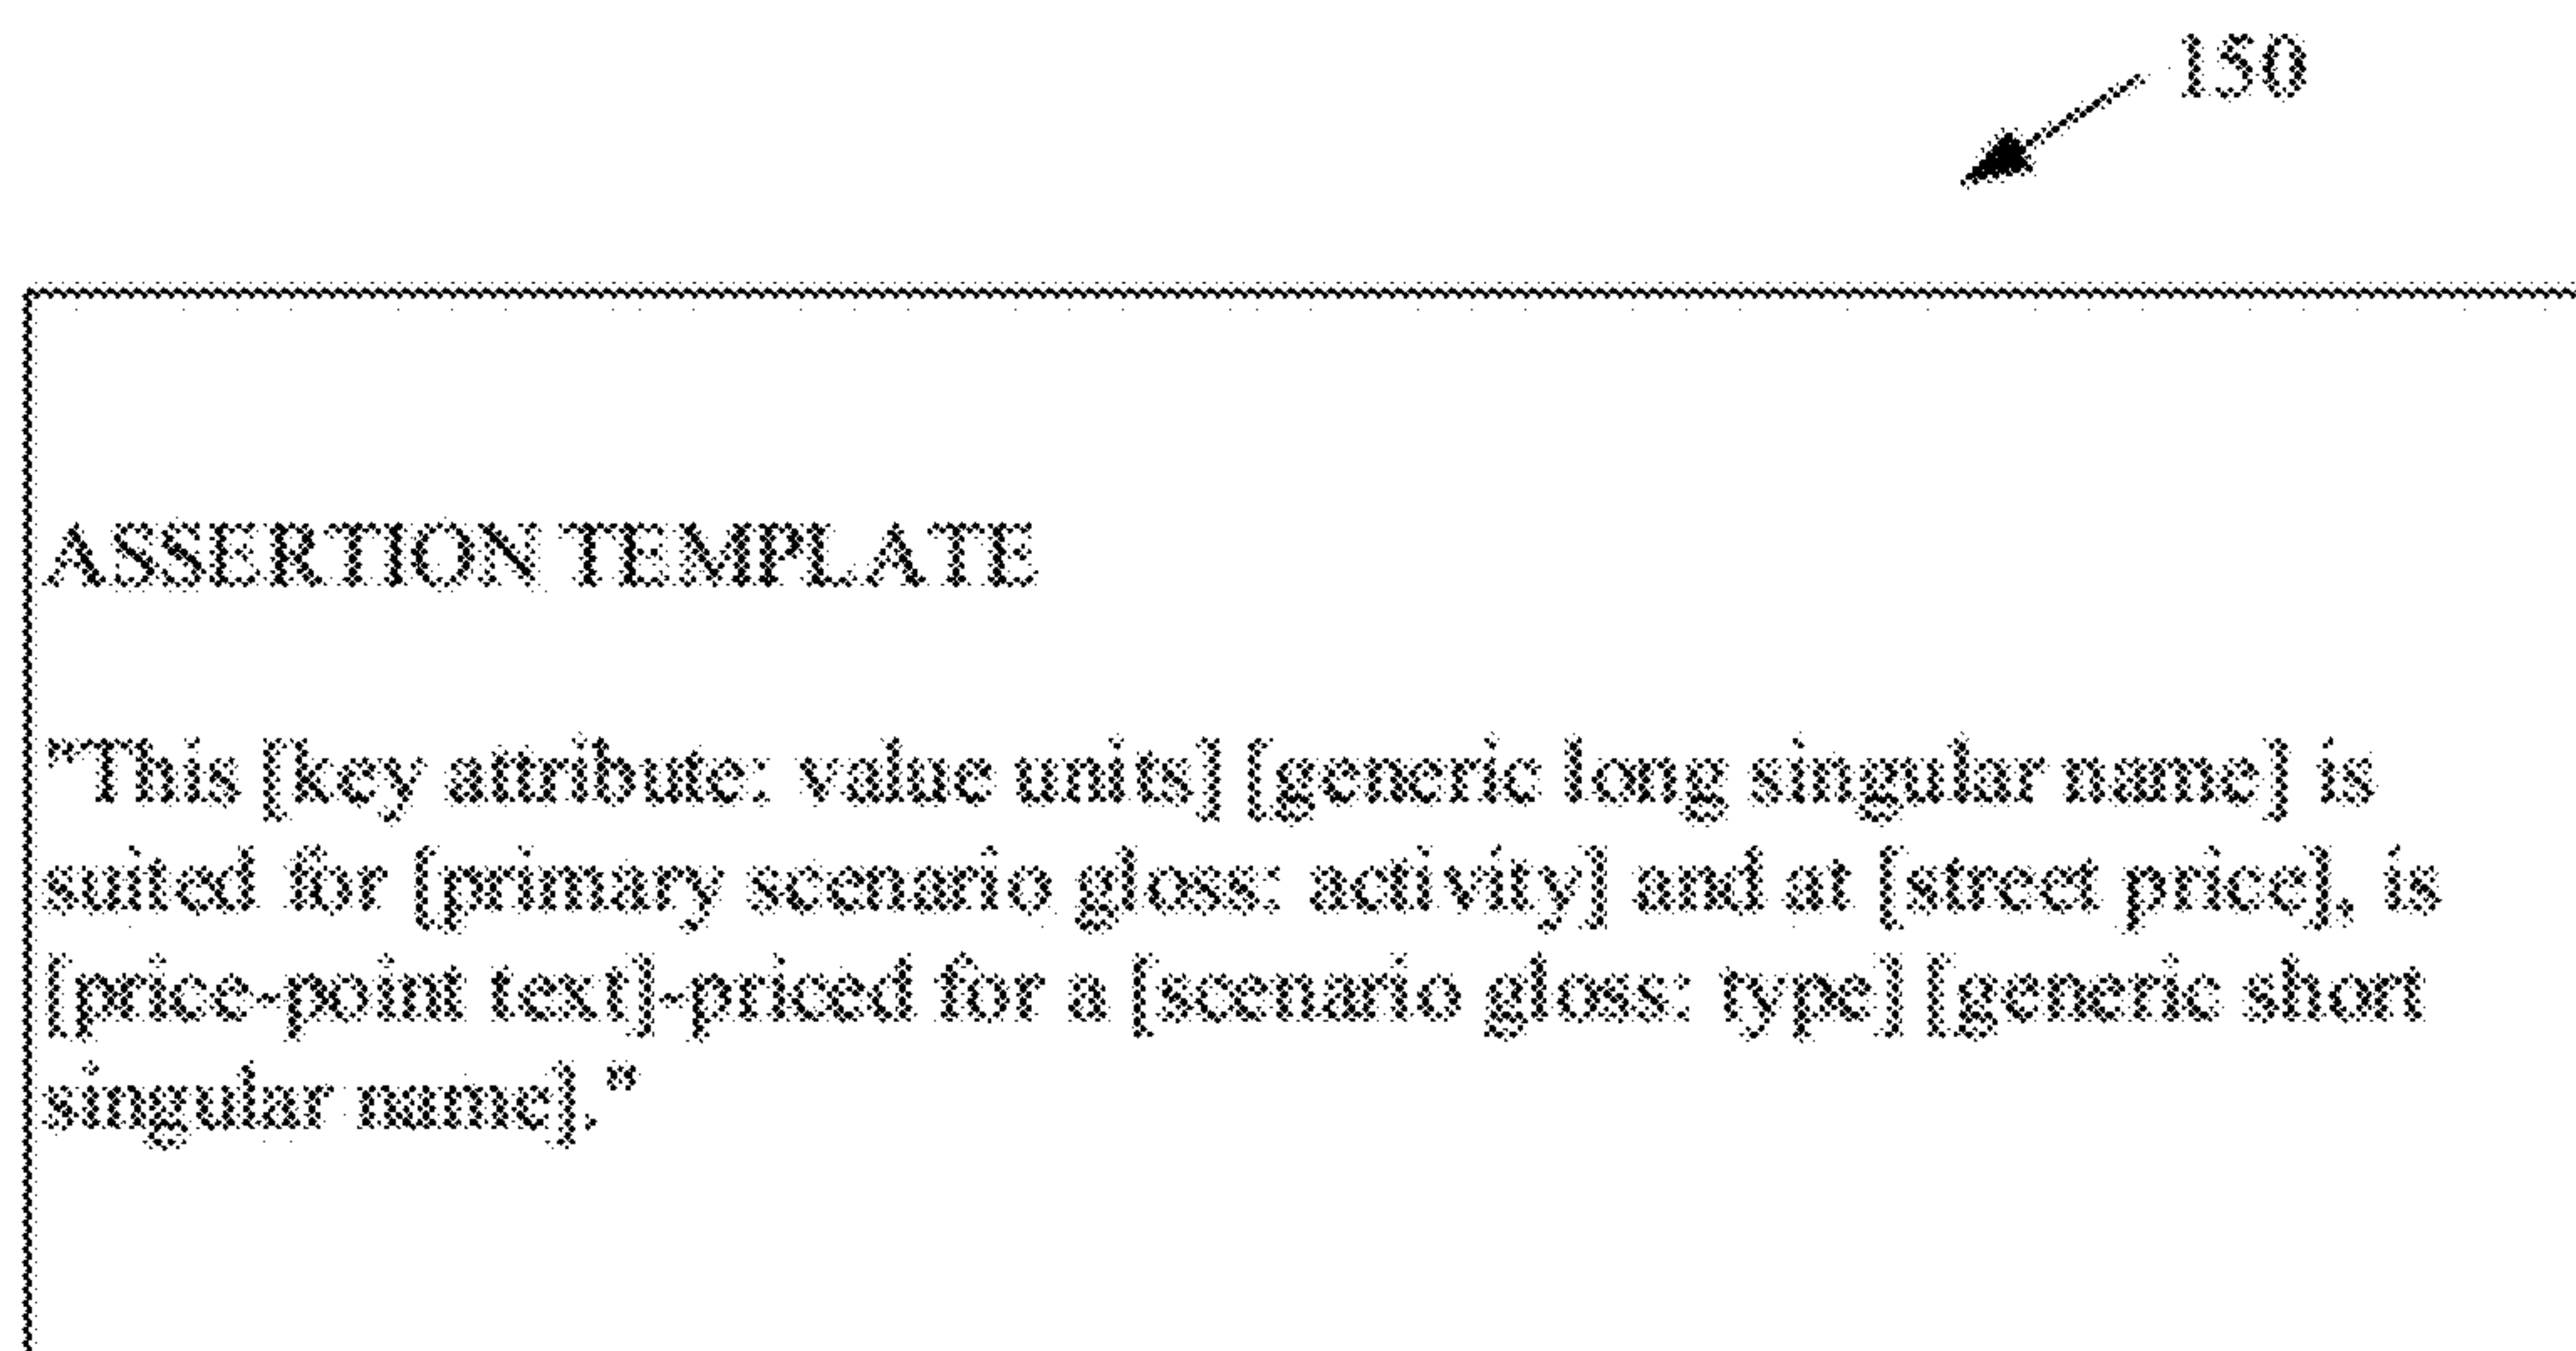 150
ASSERTION TEMPLATE
"This [key attribute: value units] [generic long singular name] is
suited for [primary scenario gloss: activity] and at [street price], is
[price-point text]-priced for a [scenario gloss: type] [generic short
singular name]."